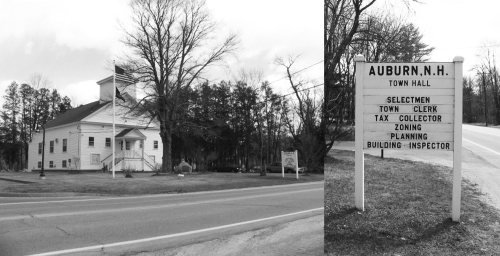 AUBURN, N.H.
TOWN HALL
SELECTMEN
TOWN CLERK
TAX COLLECTOR
ZONING
PLANNING
BUILDING INSPECTOR